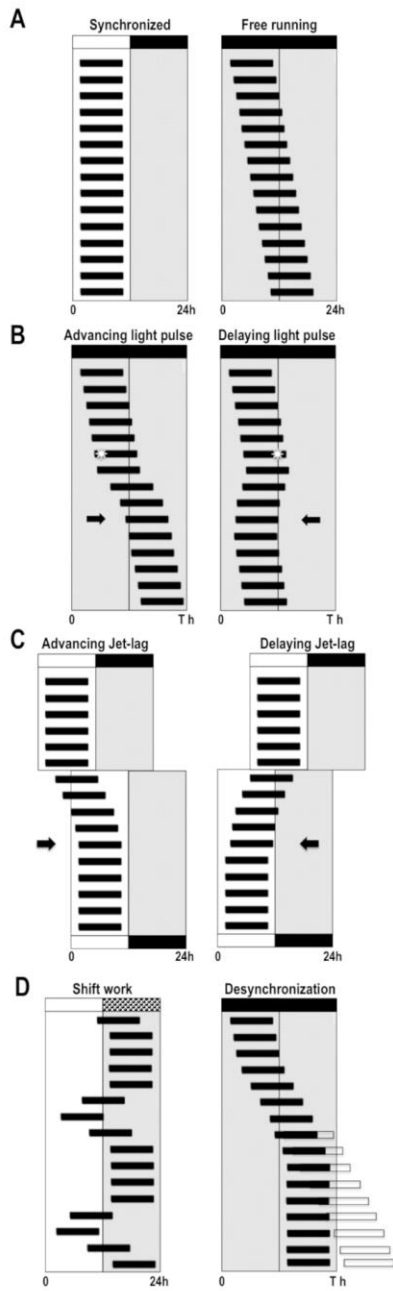 A
Synchronized Free running
0 24h 0 24h
B
Advancing light pulse Delaying light pulse
0 T h 0 T h
C
Advancing Jet-lag Delaying Jet-lag
0 24h 0 24h
D
Shift work Desynchronization
0 24h 0 T h